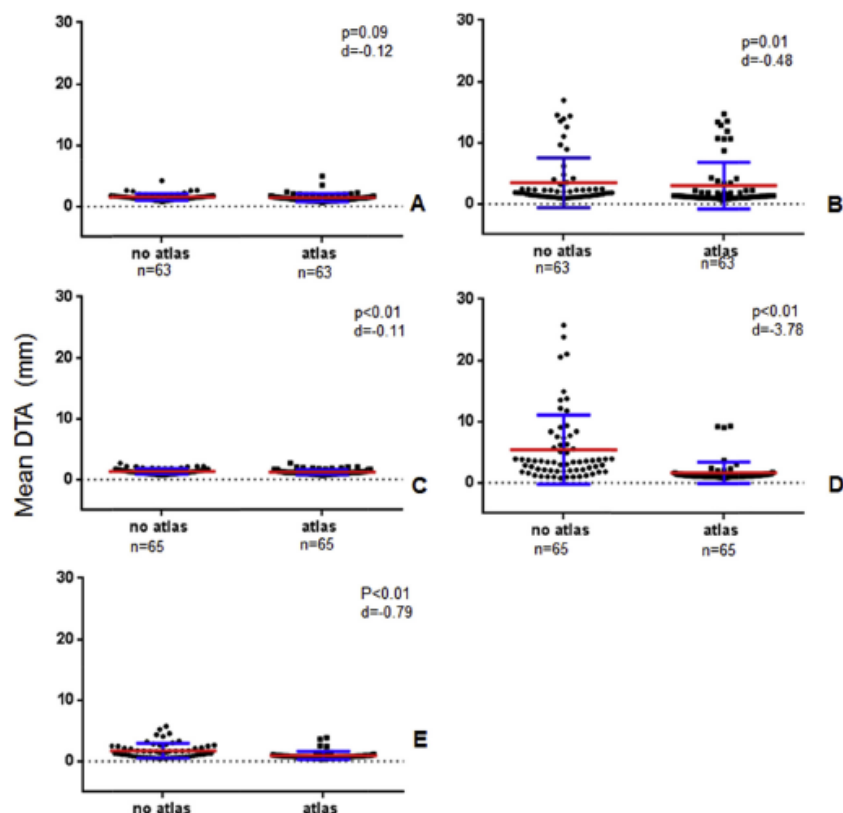 30
20
10
0
p=0.09
d=-0.12
no atlas
n=63
atlas
n=63
A
30
20
10
0
p=0.01
d=-0.48
no atlas
n=63
atlas
n=63
B
Mean DTA (mm)
30
20
10
0
p<0.01
d=-0.11
no atlas
n=65
atlas
n=65
C
30
20
10
0
p<0.01
d=-3.78
no atlas
n=65
atlas
n=65
D
30
20
10
0
P<0.01
d=-0.79
no atlas
atlas
E